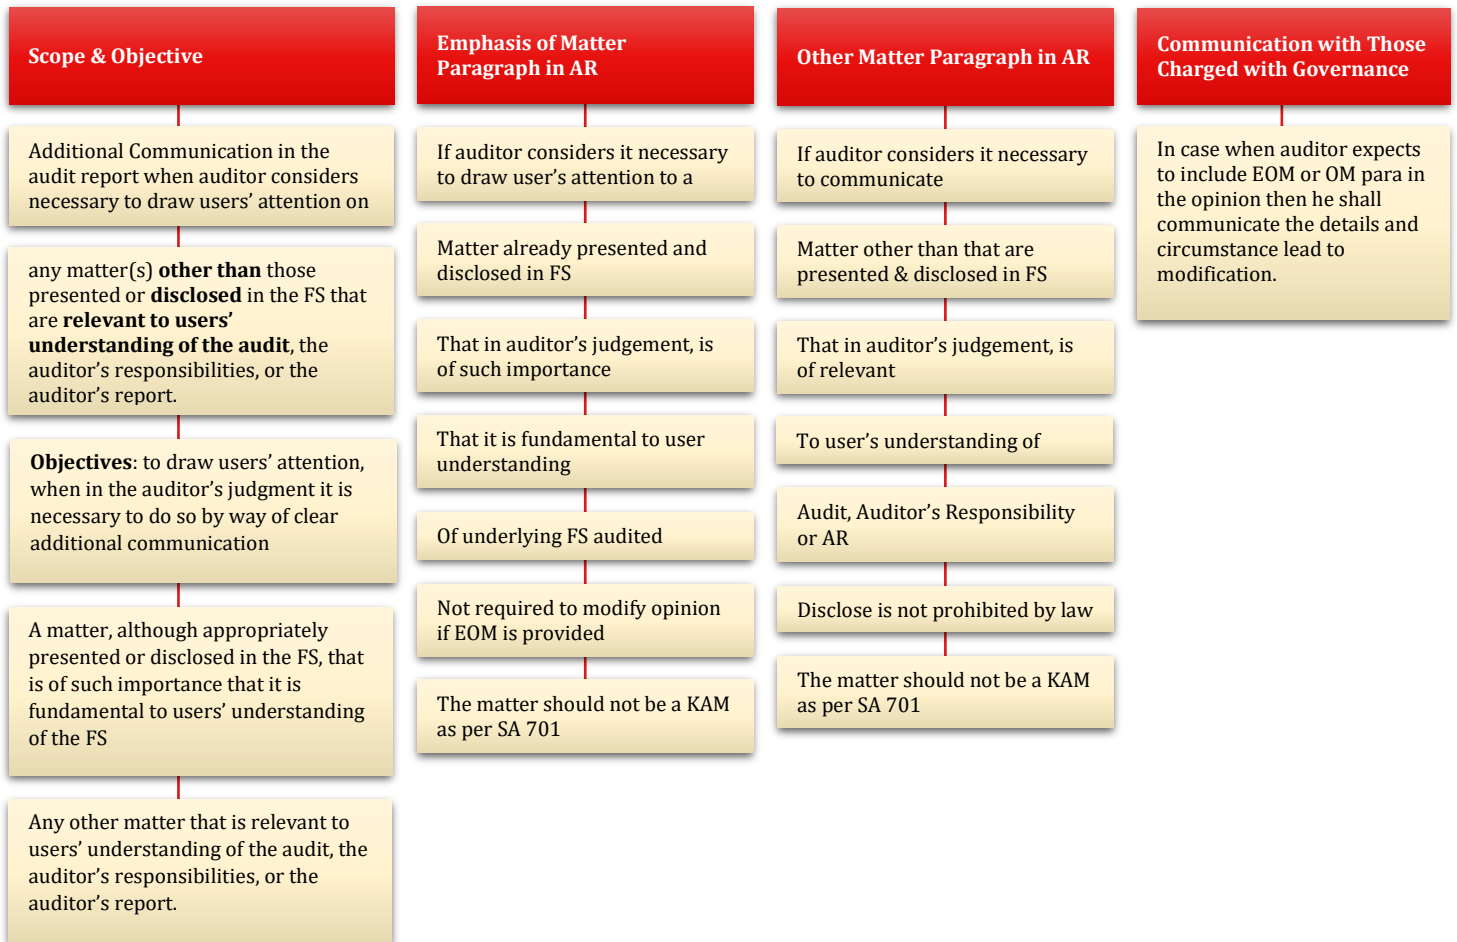 Scope & Objective
Additional Communication in the
audit report when auditor considers
necessary to draw users’ attention on
any matter(s) other than those
presented or disclosed in the FS that
are relevant to users’
understanding of the audit, the
auditor’s responsibilities, or the
auditor’s report.
Objectives: to draw users’ attention,
when in the auditor’s judgment it is
necessary to do so by way of clear
additional communication
A matter, although appropriately
presented or disclosed in the FS, that
is of such importance that it is
fundamental to users’ understanding
of the FS
Any other matter that is relevant to
users’ understanding of the audit, the
auditor’s responsibilities, or the
auditor’s report.
Emphasis of Matter
Paragraph in AR
If auditor considers it necessary
to draw user’s attention to a
Matter already presented and
disclosed in FS
That in auditor’s judgement, is
of such importance
That it is fundamental to user
understanding
Of underlying FS audited
Not required to modify opinion
if EOM is provided
The matter should not be a KAM
as per SA 701
Other Matter Paragraph in AR
If auditor considers it necessary
to communicate
Matter other than that are
presented & disclosed in FS
That in auditor’s judgement, is
of relevant
To user’s understanding of
Audit, Auditor’s Responsibility
or AR
Disclose is not prohibited by law
The matter should not be a KAM
as per SA 701
Communication with Those
Charged with Governance
In case when auditor expects
to include EOM or OM para in
the opinion then he shall
communicate the details and
circumstance lead to
modification.